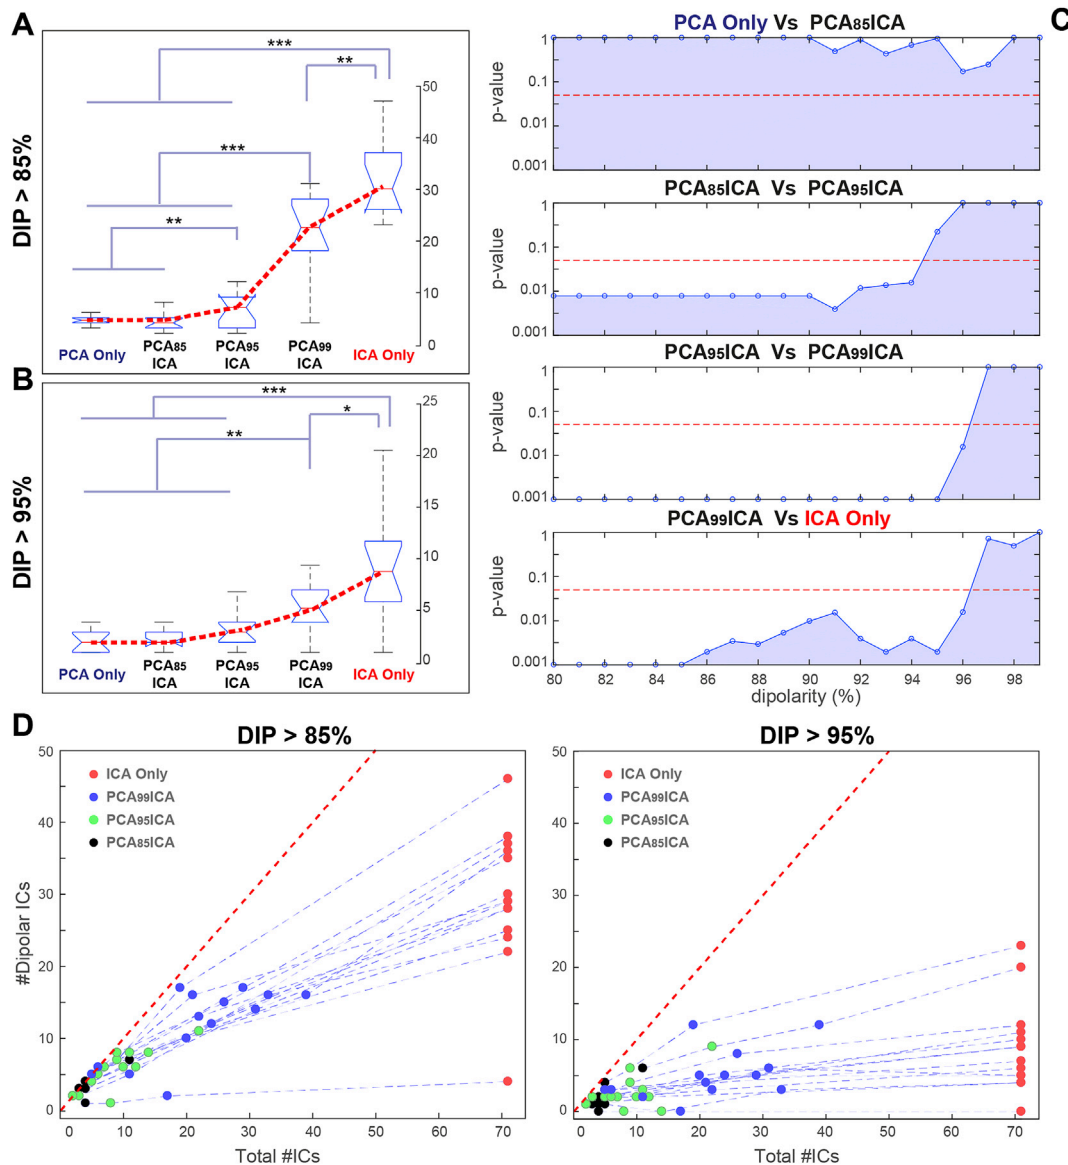 A
DIP > 85%
***
**
***
**
50
40
30
20
10
0
PCA Only
PCA85
ICA
PCA95
ICA
PCA99
ICA
ICA Only
B
DIP > 95%
***
*
**
25
20
15
10
5
0
PCA Only
PCA85
ICA
PCA95
ICA
PCA99
ICA
ICA Only
C
PCA Only Vs PCA85ICA
p-value
1
0.1
0.01
0.001
PCA85ICA Vs PCA95ICA
p-value
1
0.1
0.01
0.001
PCA95ICA Vs PCA99ICA
p-value
1
0.1
0.01
0.001
PCA99ICA Vs ICA Only
p-value
1
0.1
0.01
0.001
80 82 84 86 88 90 92 94 96 98
dipolarity (%)
D
DIP > 85%
#Dipolar ICs
50
40
30
20
10
0
ICA Only
PCA99ICA
PCA95ICA
PCA85ICA
0 10 20 30 40 50 60 70
Total #ICs
DIP > 95%
50
40
30
20
10
0
ICA Only
PCA99ICA
PCA95ICA
PCA85ICA
0 10 20 30 40 50 60 70
Total #ICs